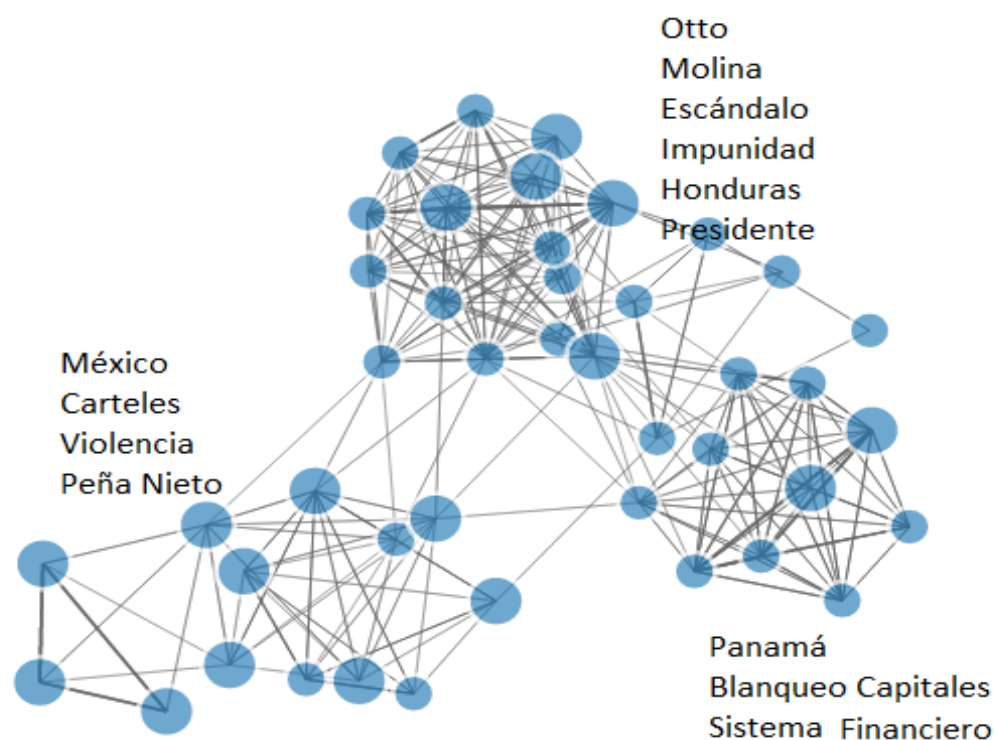 Otto
Molina
Escándalo
Impunidad
Honduras
Presidente
México
Carteles
Violencia
Peña Nieto
Panamá
Blanqueo Capitales
Sistema Financiero